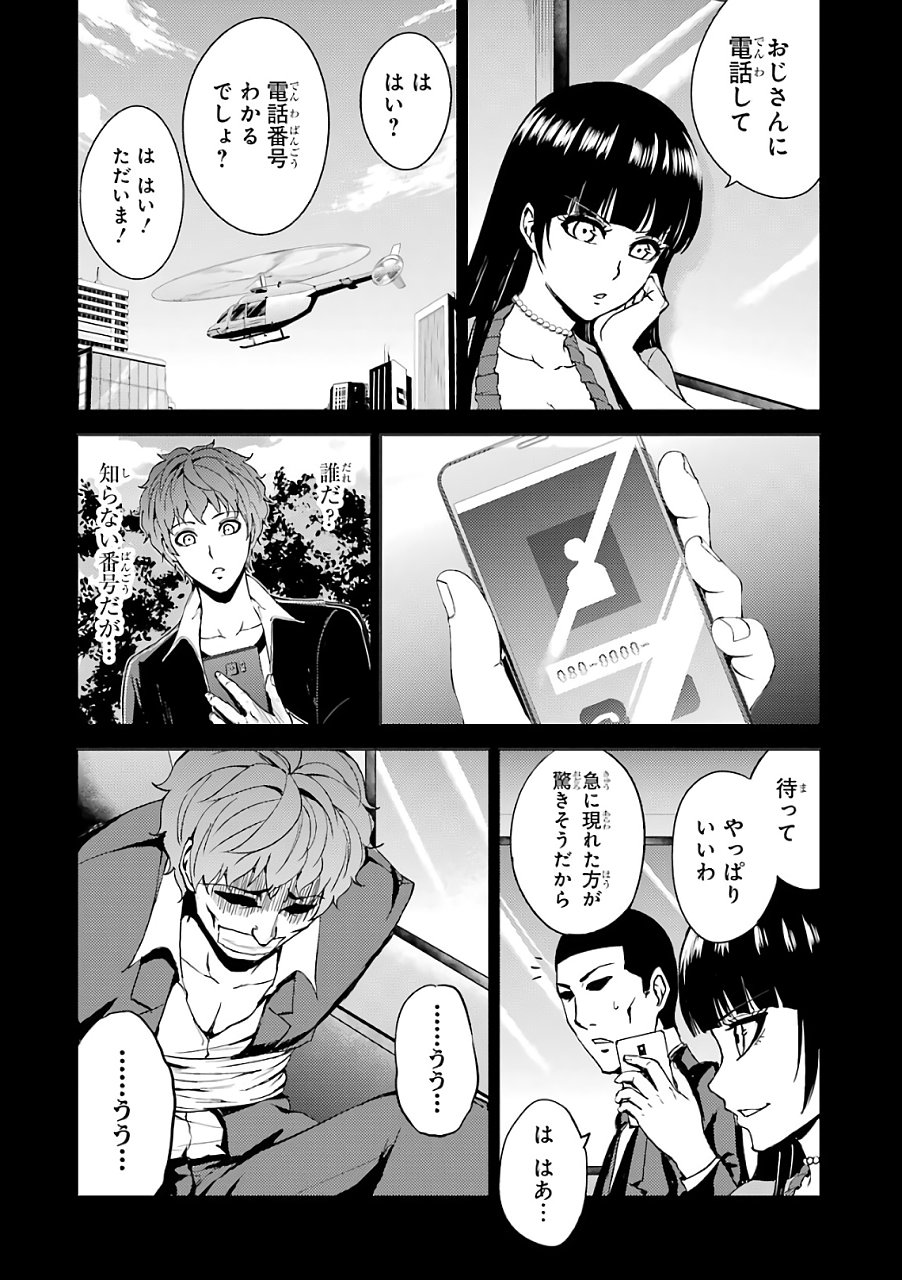 おじさんに
電話して
は
はい？
電話番号
わかる
でしょ？
は はい！
ただいま！
080-0000-
誰だ？
知らない番号だが…
待って
やっぱり
いいわ
急に現れた方が
驚きそうだから
は はあ…
……うう…
……うう…